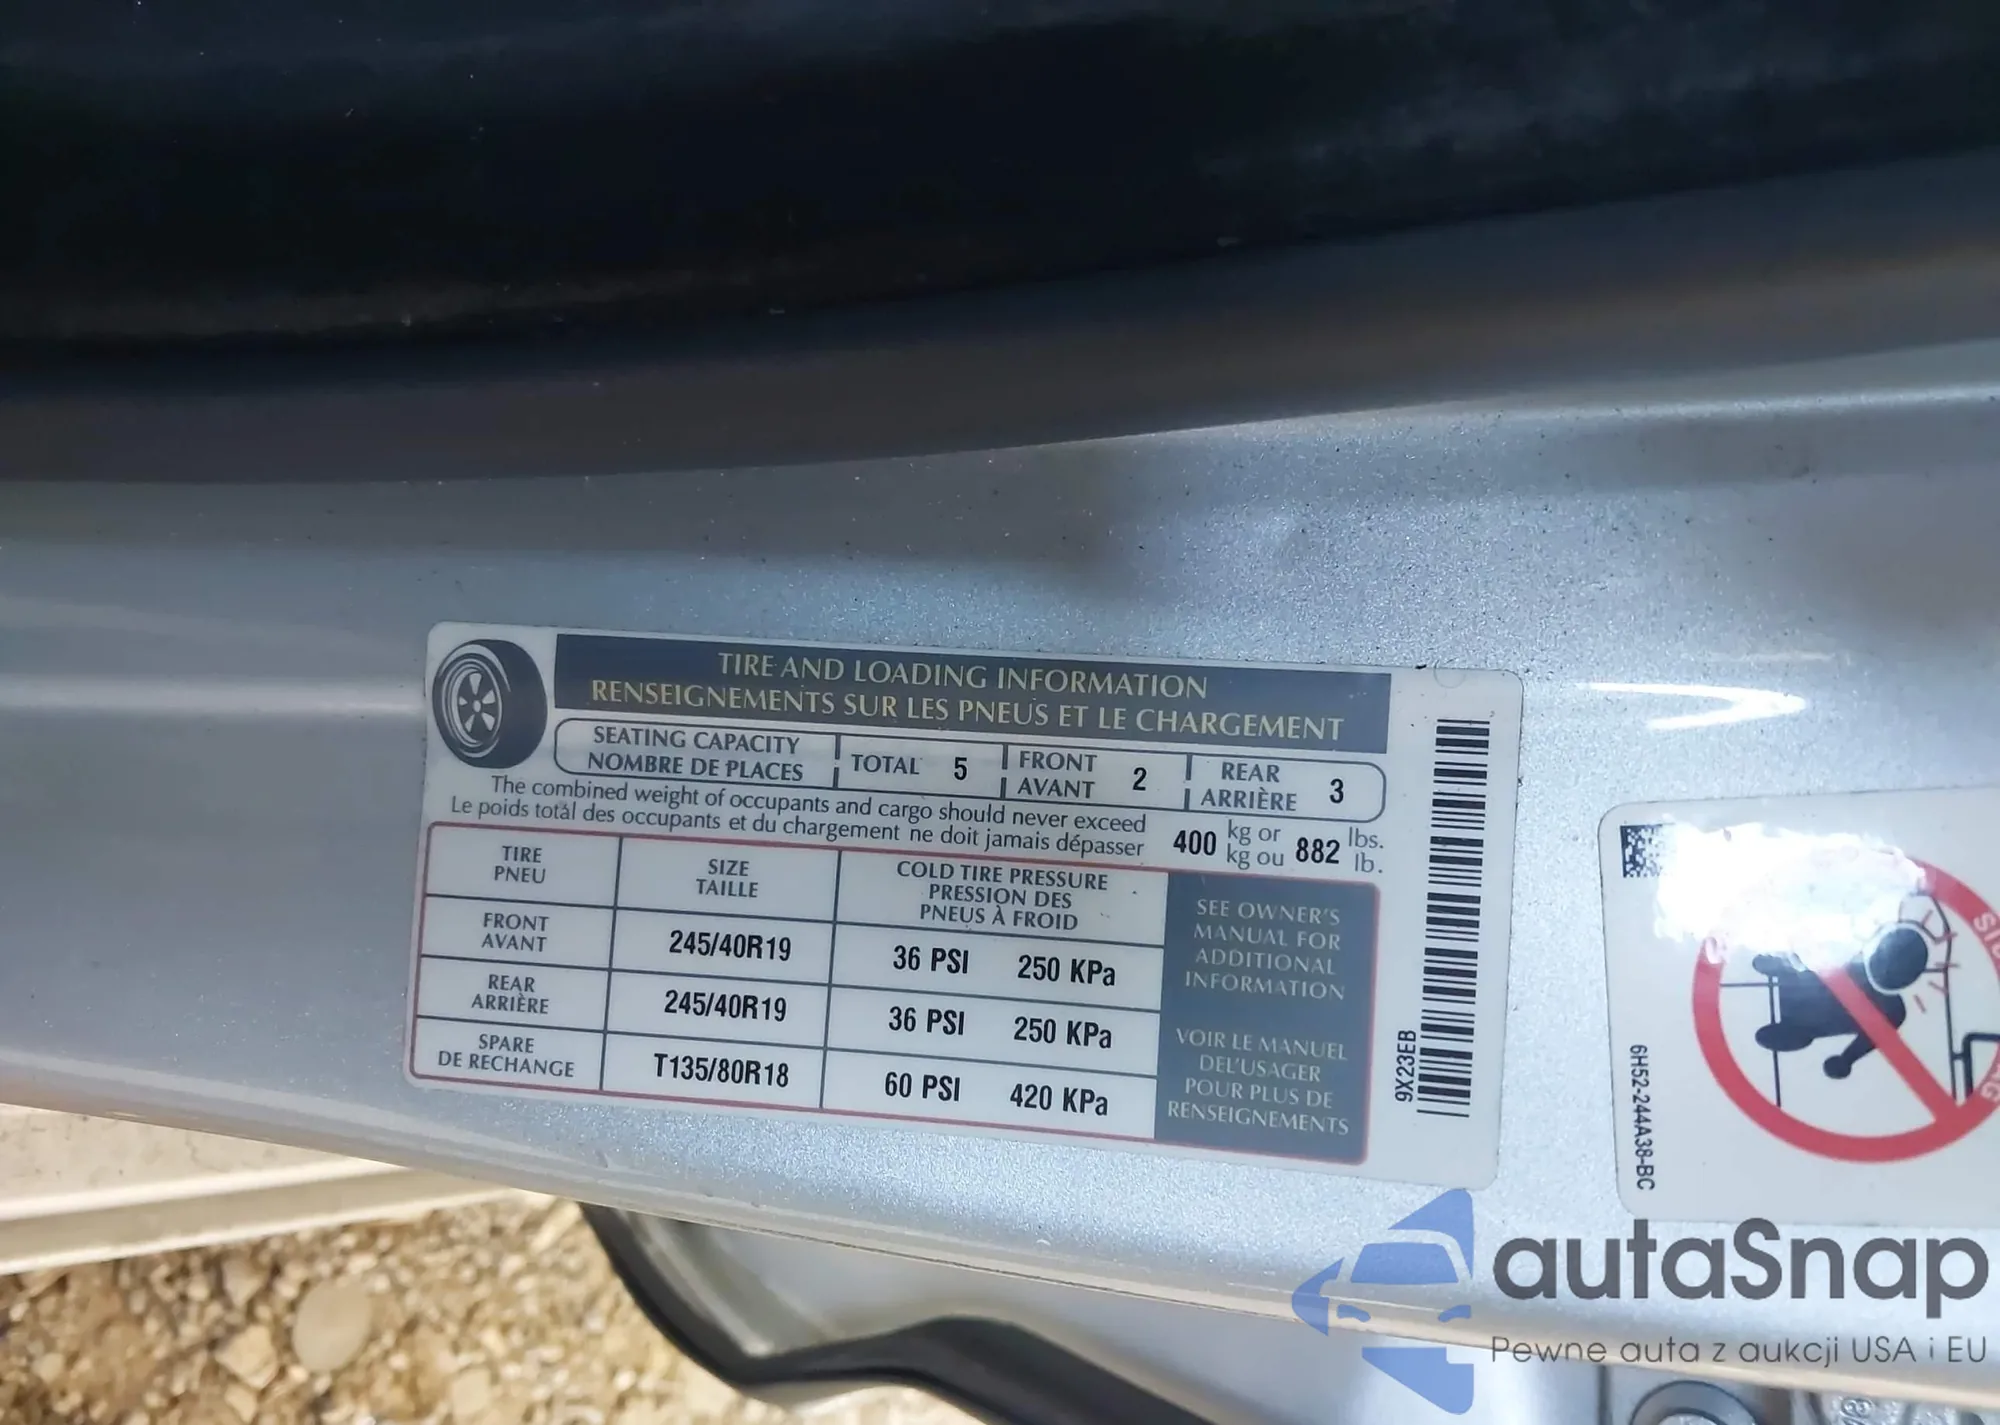 TIRE AND LOADING INFORMATION
RENSEIGNEMENTS SUR LES PNEUS ET LE CHARGEMENT
SEATING CAPACITY
NOMBRE DE PLACES
TOTAL 5
FRONT
AVANT
2
REAR
ARRIÈRE
3
The combined weight of occupants and cargo should never exceed
Le poids total des occupants et du chargement ne doit jamais dépasser
400
kg or
kg ou
882
lbs.
lb.
TIRE
PNEU
SIZE
TAILLE
COLD TIRE PRESSURE
PRESSION DES
PNEUS À FROID
FRONT
AVANT
245/40R19
36 PSI 250 KPa
REAR
ARRIÈRE
245/40R19
36 PSI 250 KPa
SPARE
DE RECHANGE
T135/80R18
60 PSI 420 KPa
SEE OWNER'S
MANUAL FOR
ADDITIONAL
INFORMATION
VOIR LE MANUEL
DEL'USAGER
POUR PLUS DE
RENSEIGNEMENTS
9X23EB
6H52-244A38-BC
autaSnap
Pewne auta z aukcji USA i EU